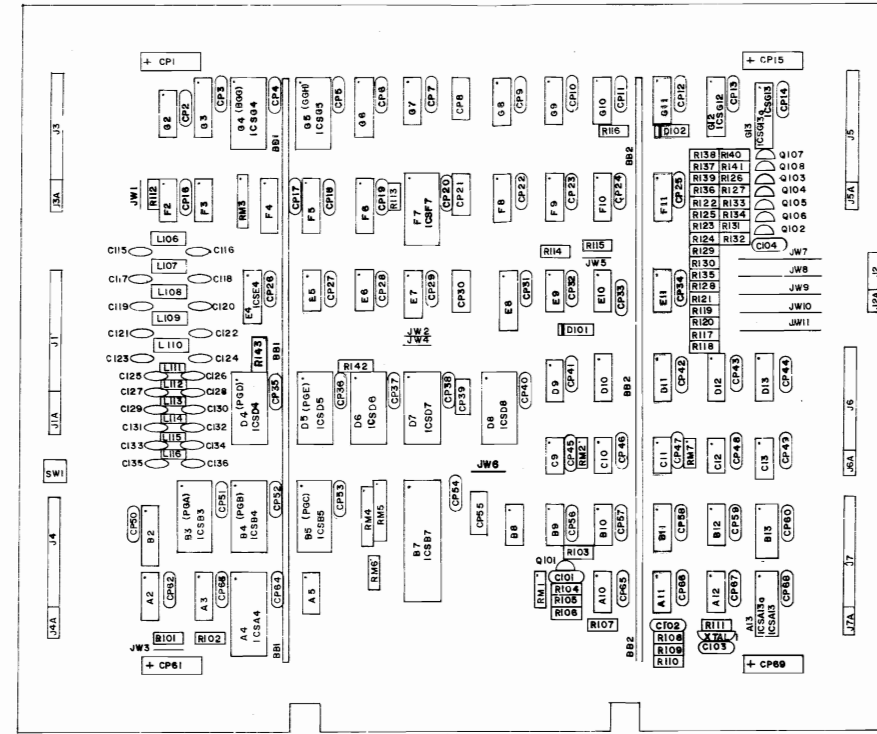 + CP1
+ CP15
J3
G2
CP2
G3
CP3
G4 (BGG)
ICSG4
CP4
BB1
G5 (GGH)
ICSG5
CP5
G6
CP6
G7
CP7
CP8
G8
CP9
G9
CP10
G10
CP11
R116
BB2
G11
CP12
D102
G12
ICSG12
CP13
G13
ICSG13a
ICSG13
CP14
J5
J3A
JW1
R112
F2
CP16
F3
RM3
F4
CP17
F5
CP18
F6
CP19
R113
F7
ICSF7
CP20
CP21
F8
CP22
F9
CP23
F10
CP24
F11
CP25
R138 R140
R137 R141
R139 R126
R136 R127
R122 R133
R125 R134
R123 R131
R124 R132
R129
R130
R135
R128
R121
R119
R120
R117
R118
Q107
Q108
Q103
Q104
Q105
Q106
Q102
C104
J5A
JW7
JW8
JW9
JW10
JW11
J2
J2A
L106
C115
C116
L107
C117
C118
L108
C119
C120
L109
C121
C122
L110
C123
C124
L111
C125
C126
L112
C127
C128
L113
C129
C130
L114
C131
C132
L115
C133
C134
L116
C135
C136
J1
J1A
E4
ICSE4
CP26
R143
BB1
E5
CP27
E6
CP28
E7
CP29
JW2
JW4
CP30
E8
CP31
R114
R115
JW5
E9
CP32
E10
CP33
D101
E11
CP34
D4 (PGD)
ICSD4
CP35
D5 (PGE)
ICSD5
CP36
R142
D6
ICSD6
CP37
D7
ICSD7
CP38
CP39
D8
ICSD8
CP40
D9
CP41
D10
BB2
D11
CP42
D12
CP43
D13
CP44
J6
J6A
JW6
C9
CP45
RM2
C10
CP46
C11
CP47
RM7
C12
CP48
C13
CP49
SW1
J4
J4A
CP50
B2
B3 (PGA)
ICSB3
CP51
B4 (PGB)
ICSB4
CP52
B5 (PGC)
ICSB5
CP53
RM4
RM5
RM6
B7
ICSB7
CP54
CP55
B8
B9
CP56
B10
CP57
R103
B11
CP58
B12
CP59
B13
CP60
J7
J7A
A2
CP62
A3
A4
ICSA4
CP64
A5
Q101
RM1
C101
R104
R105
R106
A10
CP65
R107
A11
CP66
A12
CP67
A13
ICSA13a
ICSA13
CP68
C102
R108
R109
R110
R111
XTAL1
C103
JW3
R101
R102
BB1
BB2
+ CP61
+ CP69